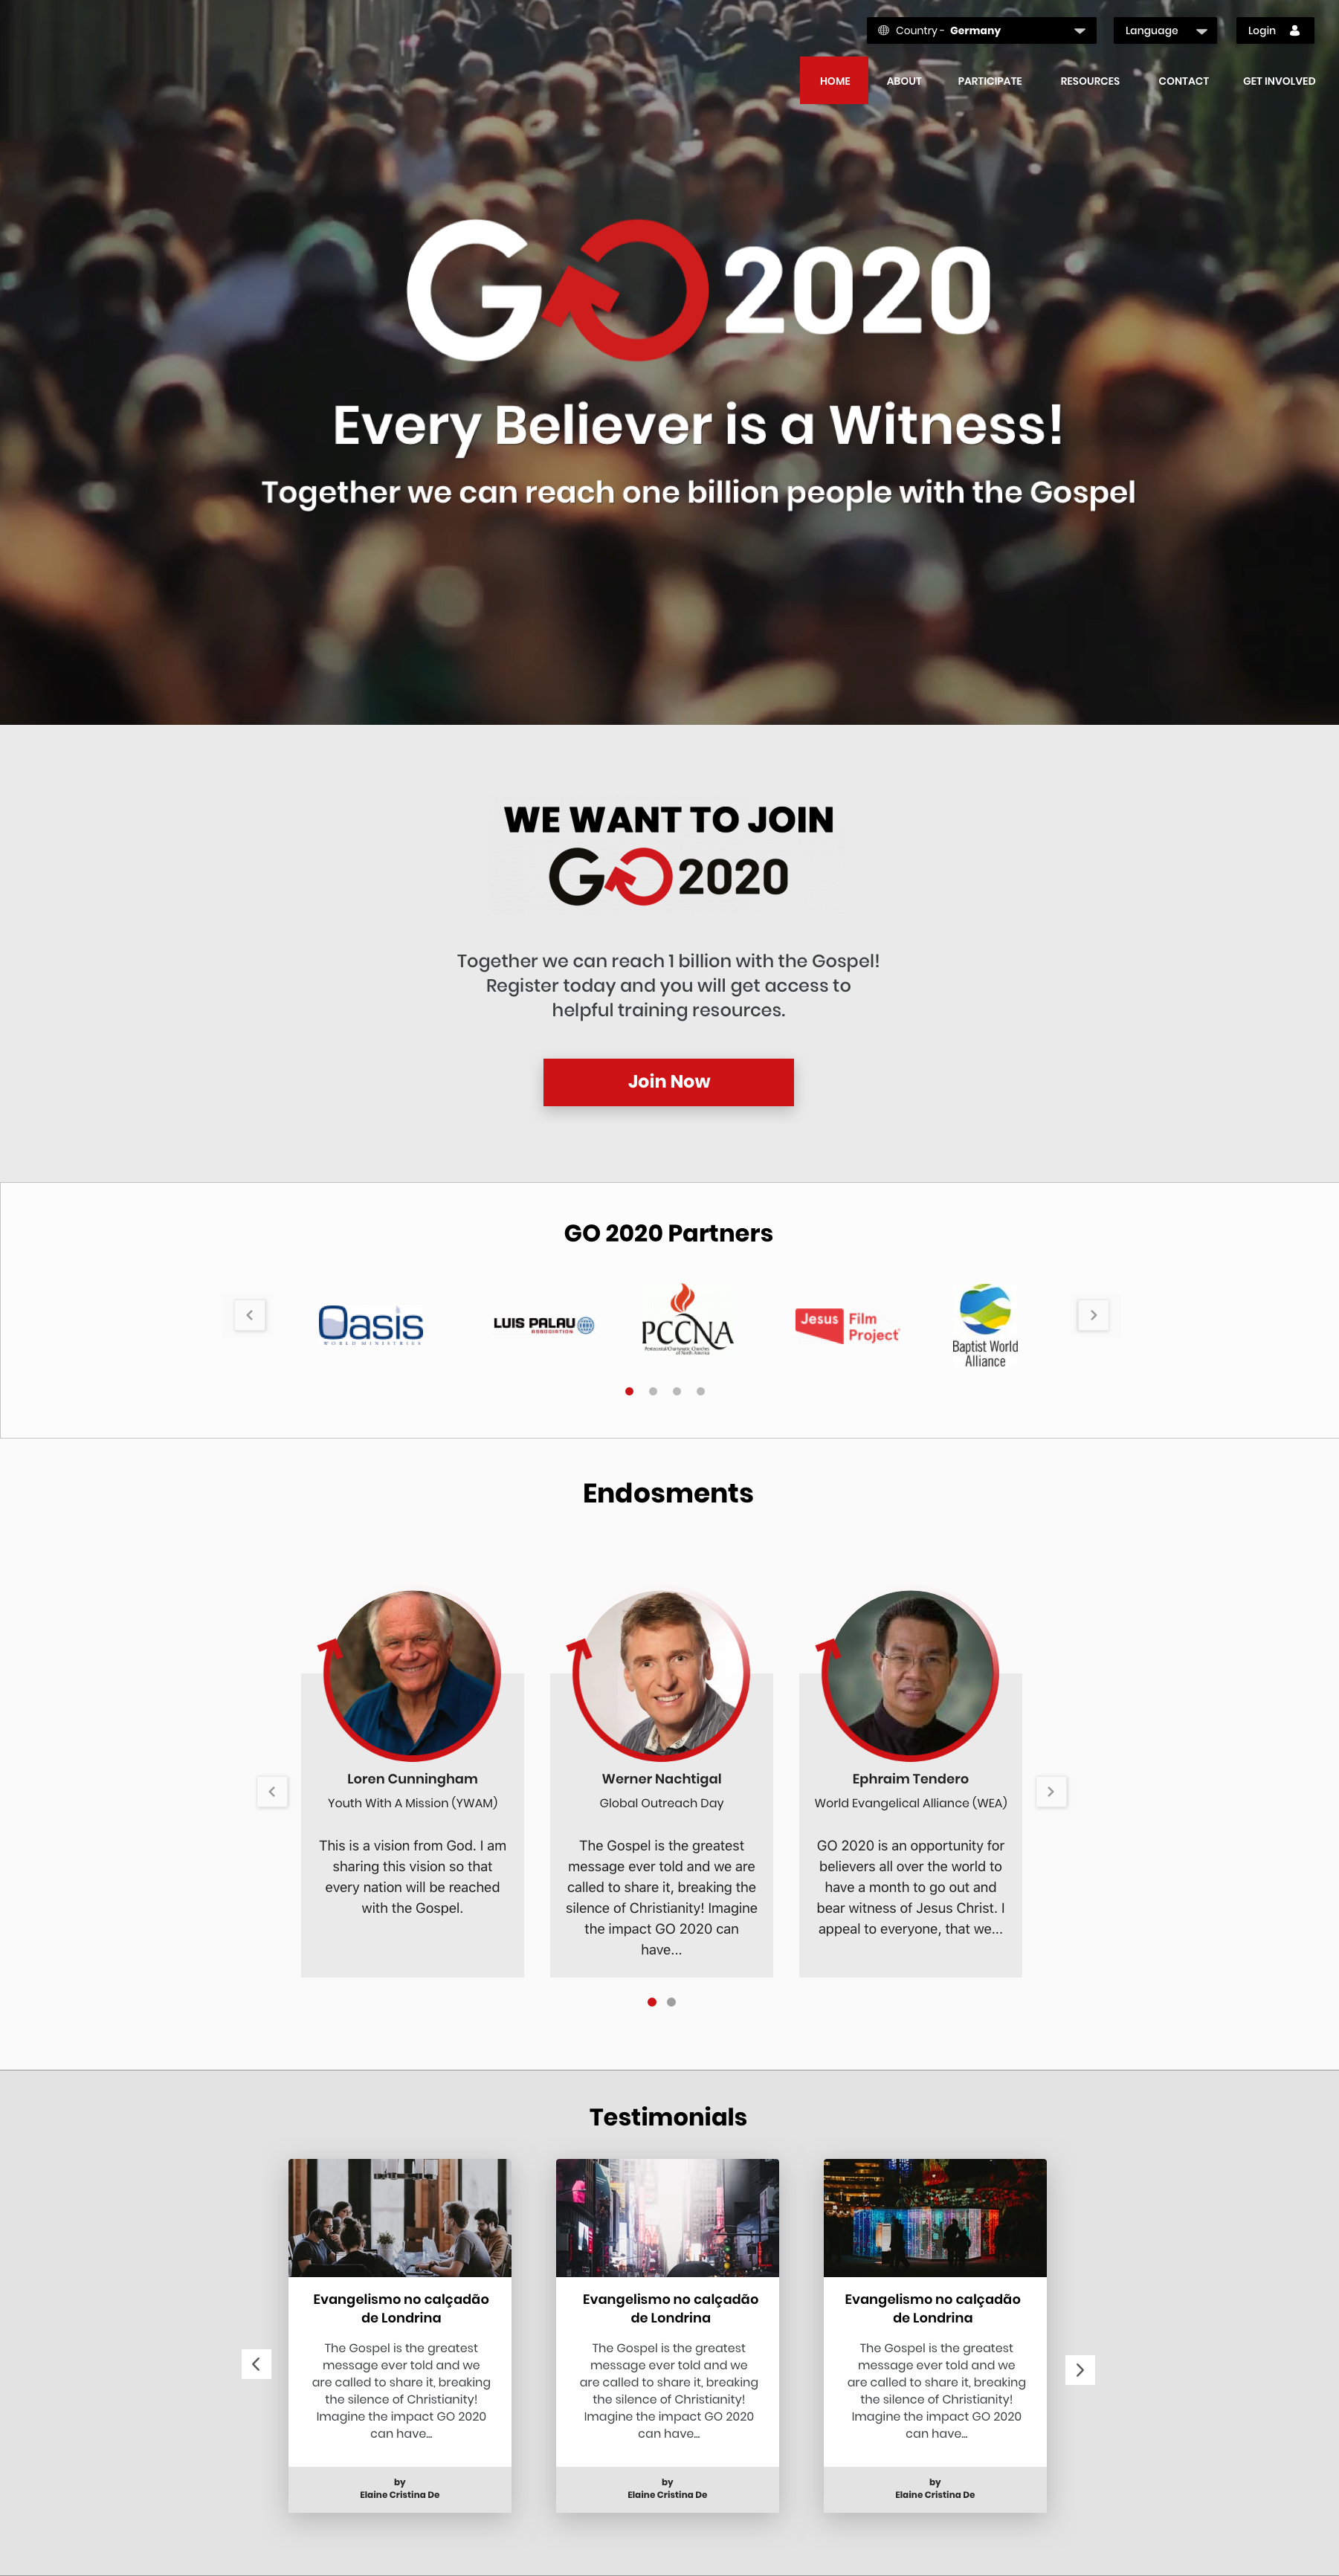 Country - Germany
Language
Login
HOME
ABOUT
PARTICIPATE
RESOURCES
CONTACT
GET INVOLVED
GO 2020
Every Believer is a Witness!
Together we can reach one billion people with the Gospel
WE WANT TO JOIN
GO 2020
Together we can reach 1 billion with the Gospel!
Register today and you will get access to
helpful training resources.
Join Now
GO 2020 Partners
Oasis
WORLD MINISTRIES
LUIS PALAU
ASSOCIATION
PCCNA
Pentecostal/Charismatic Churches
of North America
Jesus Film
Project
Baptist World
Alliance
Endosments
Loren Cunningham
Youth With A Mission (YWAM)
This is a vision from God. I am
sharing this vision so that
every nation will be reached
with the Gospel.
Werner Nachtigal
Global Outreach Day
The Gospel is the greatest
message ever told and we are
called to share it, breaking the
silence of Christianity! Imagine
the impact GO 2020 can
have...
Ephraim Tendero
World Evangelical Alliance (WEA)
GO 2020 is an opportunity for
believers all over the world to
have a month to go out and
bear witness of Jesus Christ. I
appeal to everyone, that we...
Testimonials
Evangelismo no calçadão
de Londrina
The Gospel is the greatest
message ever told and we
are called to share it, breaking
the silence of Christianity!
Imagine the impact GO 2020
can have...
by
Elaine Cristina De
Evangelismo no calçadão
de Londrina
The Gospel is the greatest
message ever told and we
are called to share it, breaking
the silence of Christianity!
Imagine the impact GO 2020
can have...
by
Elaine Cristina De
Evangelismo no calçadão
de Londrina
The Gospel is the greatest
message ever told and we
are called to share it, breaking
the silence of Christianity!
Imagine the impact GO 2020
can have...
by
Elaine Cristina De